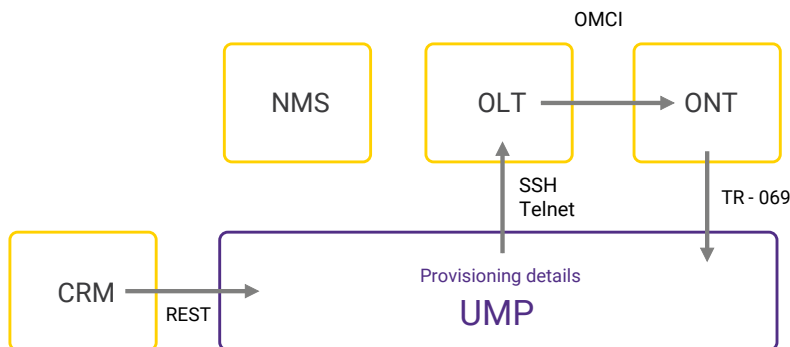 OMCI
NMS
OLT
ONT
SSH
Telnet
TR - 069
CRM
REST
Provisioning details
UMP